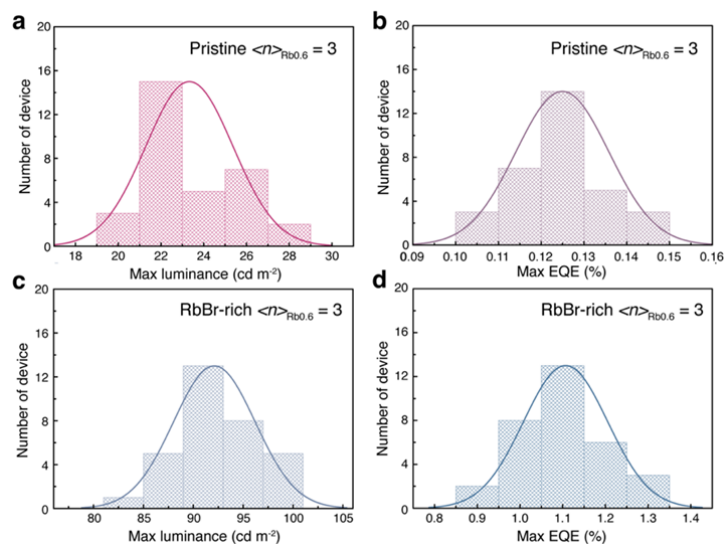 a
Pristine <n>Rb0.6 = 3
Number of device
20
16
12
8
4
0
18 20 22 24 26 28 30
Max luminance (cd m-2)
b
Pristine <n>Rb0.6 = 3
Number of device
20
16
12
8
4
0
0.09 0.10 0.11 0.12 0.13 0.14 0.15 0.16
Max EQE (%)
c
RbBr-rich <n>Rb0.6 = 3
Number of device
20
16
12
8
4
0
80 85 90 95 100 105
Max luminance (cd m-2)
d
RbBr-rich <n>Rb0.6 = 3
Number of device
20
16
12
8
4
0
0.8 0.9 1.0 1.1 1.2 1.3 1.4
Max EQE (%)